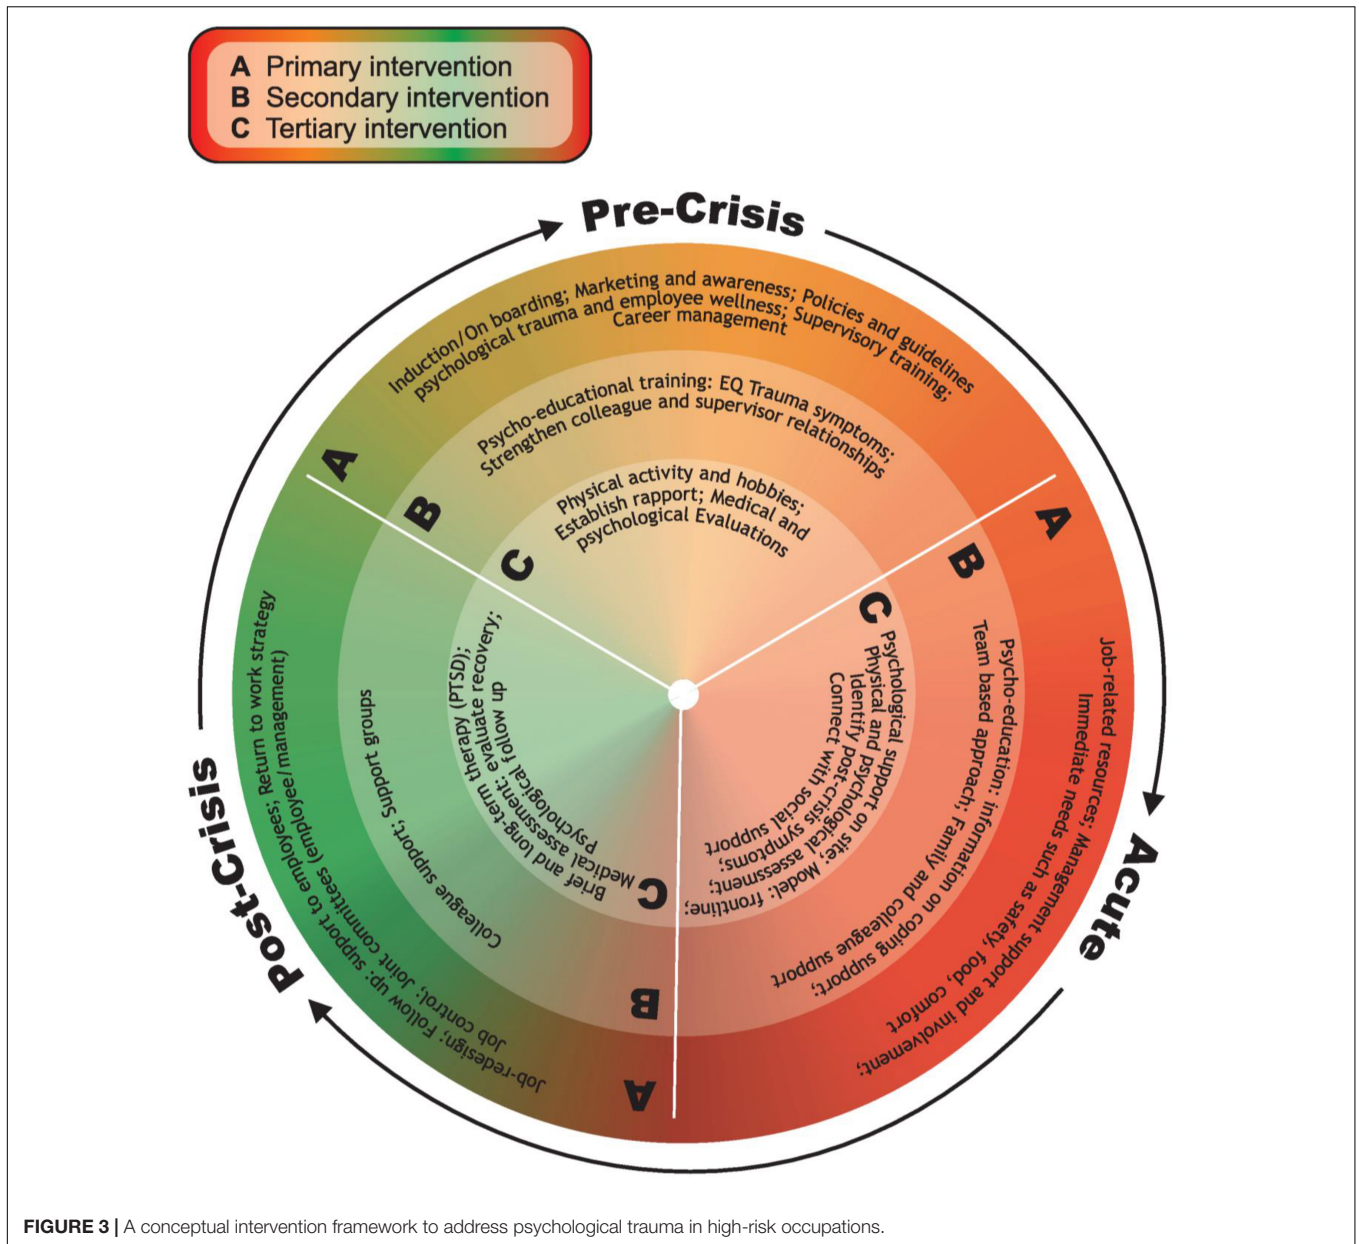 A Primary intervention
B Secondary intervention
C Tertiary intervention
Pre-Crisis
A
Induction/On boarding; Marketing and awareness; Policies and guidelines
psychological trauma and employee wellness; Supervisory training;
Career management
B
Psycho-educational training: EQ Trauma symptoms;
Strengthen colleague and supervisor relationships
C
Physical activity and hobbies;
Establish rapport; Medical and
psychological Evaluations
Acute
A
Job-related resources; Management support and involvement;
Immediate needs such as safety, food, comfort
B
Psycho-education: information on coping support;
Team based approach; Family and colleague support
C
Psychological support on site; Model: frontline;
Physical and psychological assessment;
Identify post-crisis symptoms;
Connect with social support
Post-Crisis
A
Job-redesign; Follow up: support to employees; Return to work strategy
Job control; Joint committees (employee/management)
B
Colleague support; Support groups
C
Brief and long-term therapy (PTSD);
Medical assessment: evaluate recovery;
Psychological follow up
FIGURE 3 | A conceptual intervention framework to address psychological trauma in high-risk occupations.